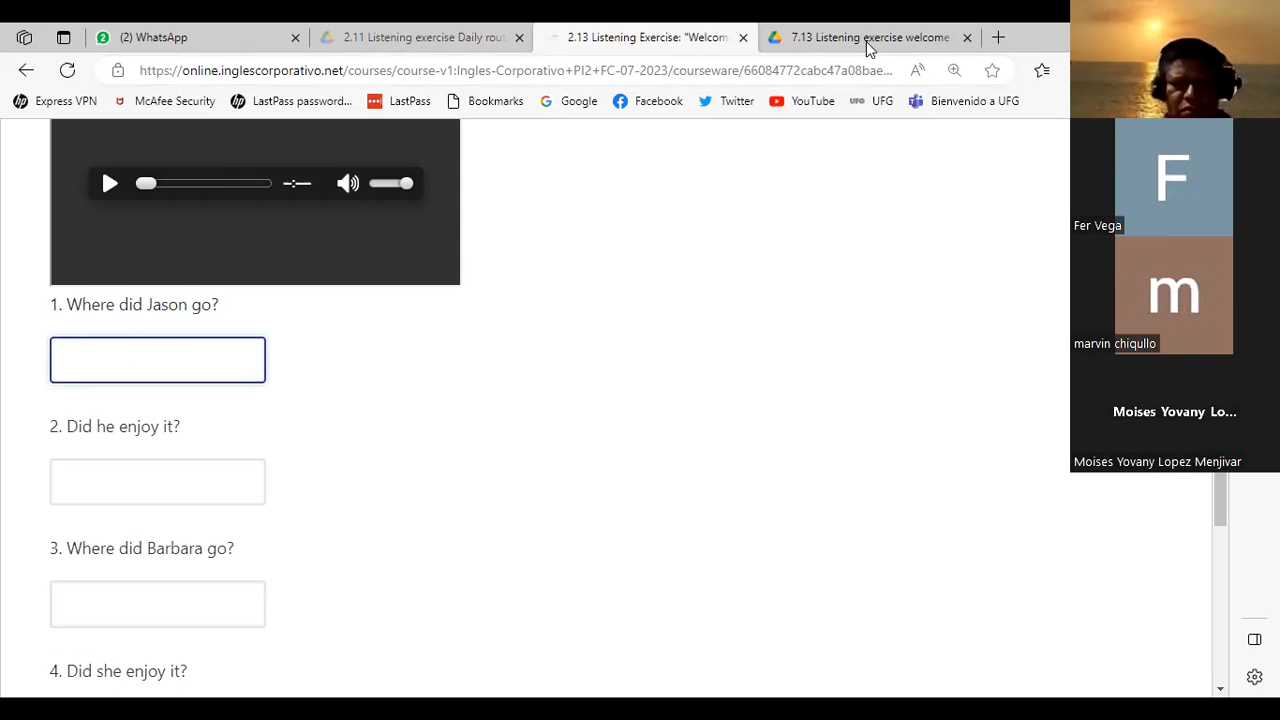 2
(2) WhatsApp
2.11 Listening exercise Daily rout
2.13 Listening Exercise: "Welcom
7.13 Listening exercise welcome
https://online.inglescorporativo.net/courses/course-v1:Ingles-Corporativo+PI2+FC-07-2023/courseware/66084772cabc47a08bae...
Express VPN
McAfee Security
LastPass password...
LastPass
Bookmarks
Google
Facebook
Twitter
YouTube
UFG
UFG
Bienvenido a UFG
-:--
1. Where did Jason go?
2. Did he enjoy it?
3. Where did Barbara go?
4. Did she enjoy it?
F
Fer Vega
m
marvin chiqullo
Moises Yovany Lo...
Moises Yovany Lopez Menjivar